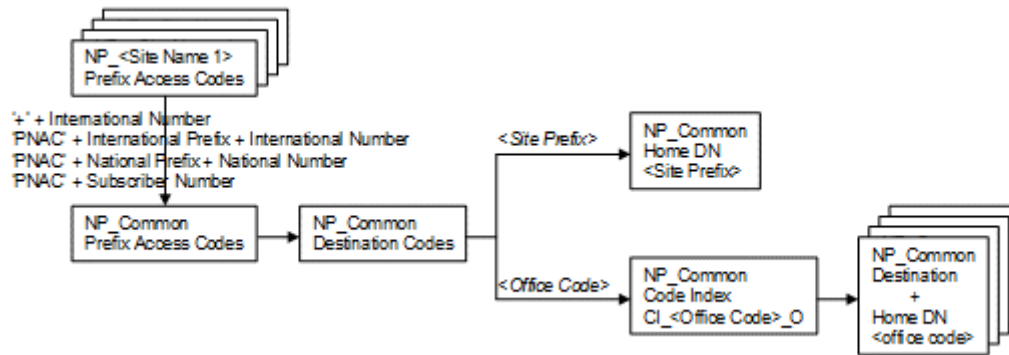 NP_<Site Name 1>
Prefix Access Codes
'+' + International Number
'PNAC' + International Prefix + International Number
'PNAC' + National Prefix + National Number
'PNAC' + Subscriber Number
NP_Common
Prefix Access Codes
NP_Common
Destination Codes
<Site Prefix>
NP_Common
Home DN
<Site Prefix>
<Office Code>
NP_Common
Code Index
CI_<Office Code>_O
NP_Common
Destination
+
Home DN
<office code>